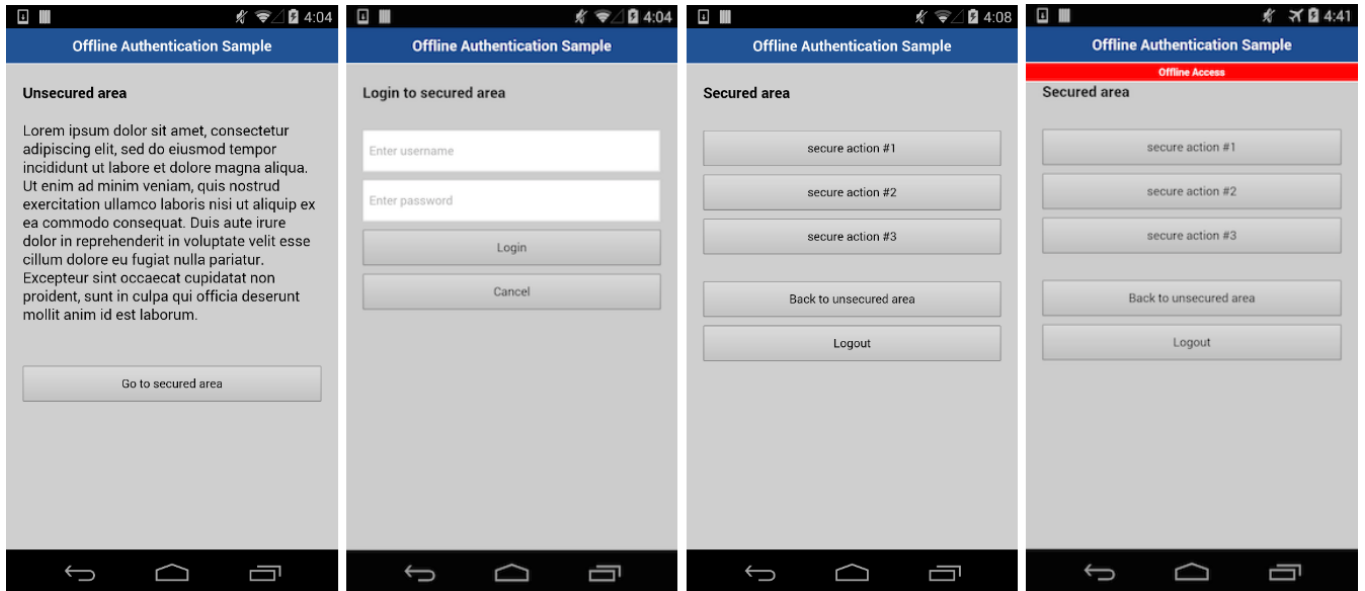 4:04
Offline Authentication Sample
Unsecured area
Lorem ipsum dolor sit amet, consectetur
adipiscing elit, sed do eiusmod tempor
incididunt ut labore et dolore magna aliqua.
Ut enim ad minim veniam, quis nostrud
exercitation ullamco laboris nisi ut aliquip ex
ea commodo consequat. Duis aute irure
dolor in reprehenderit in voluptate velit esse
cillum dolore eu fugiat nulla pariatur.
Excepteur sint occaecat cupidatat non
proident, sunt in culpa qui officia deserunt
mollit anim id est laborum.
Go to secured area
4:04
Offline Authentication Sample
Login to secured area
Enter username
Enter password
Login
Cancel
4:08
Offline Authentication Sample
Secured area
secure action #1
secure action #2
secure action #3
Back to unsecured area
Logout
4:41
Offline Authentication Sample
Offline Access
Secured area
secure action #1
secure action #2
secure action #3
Back to unsecured area
Logout